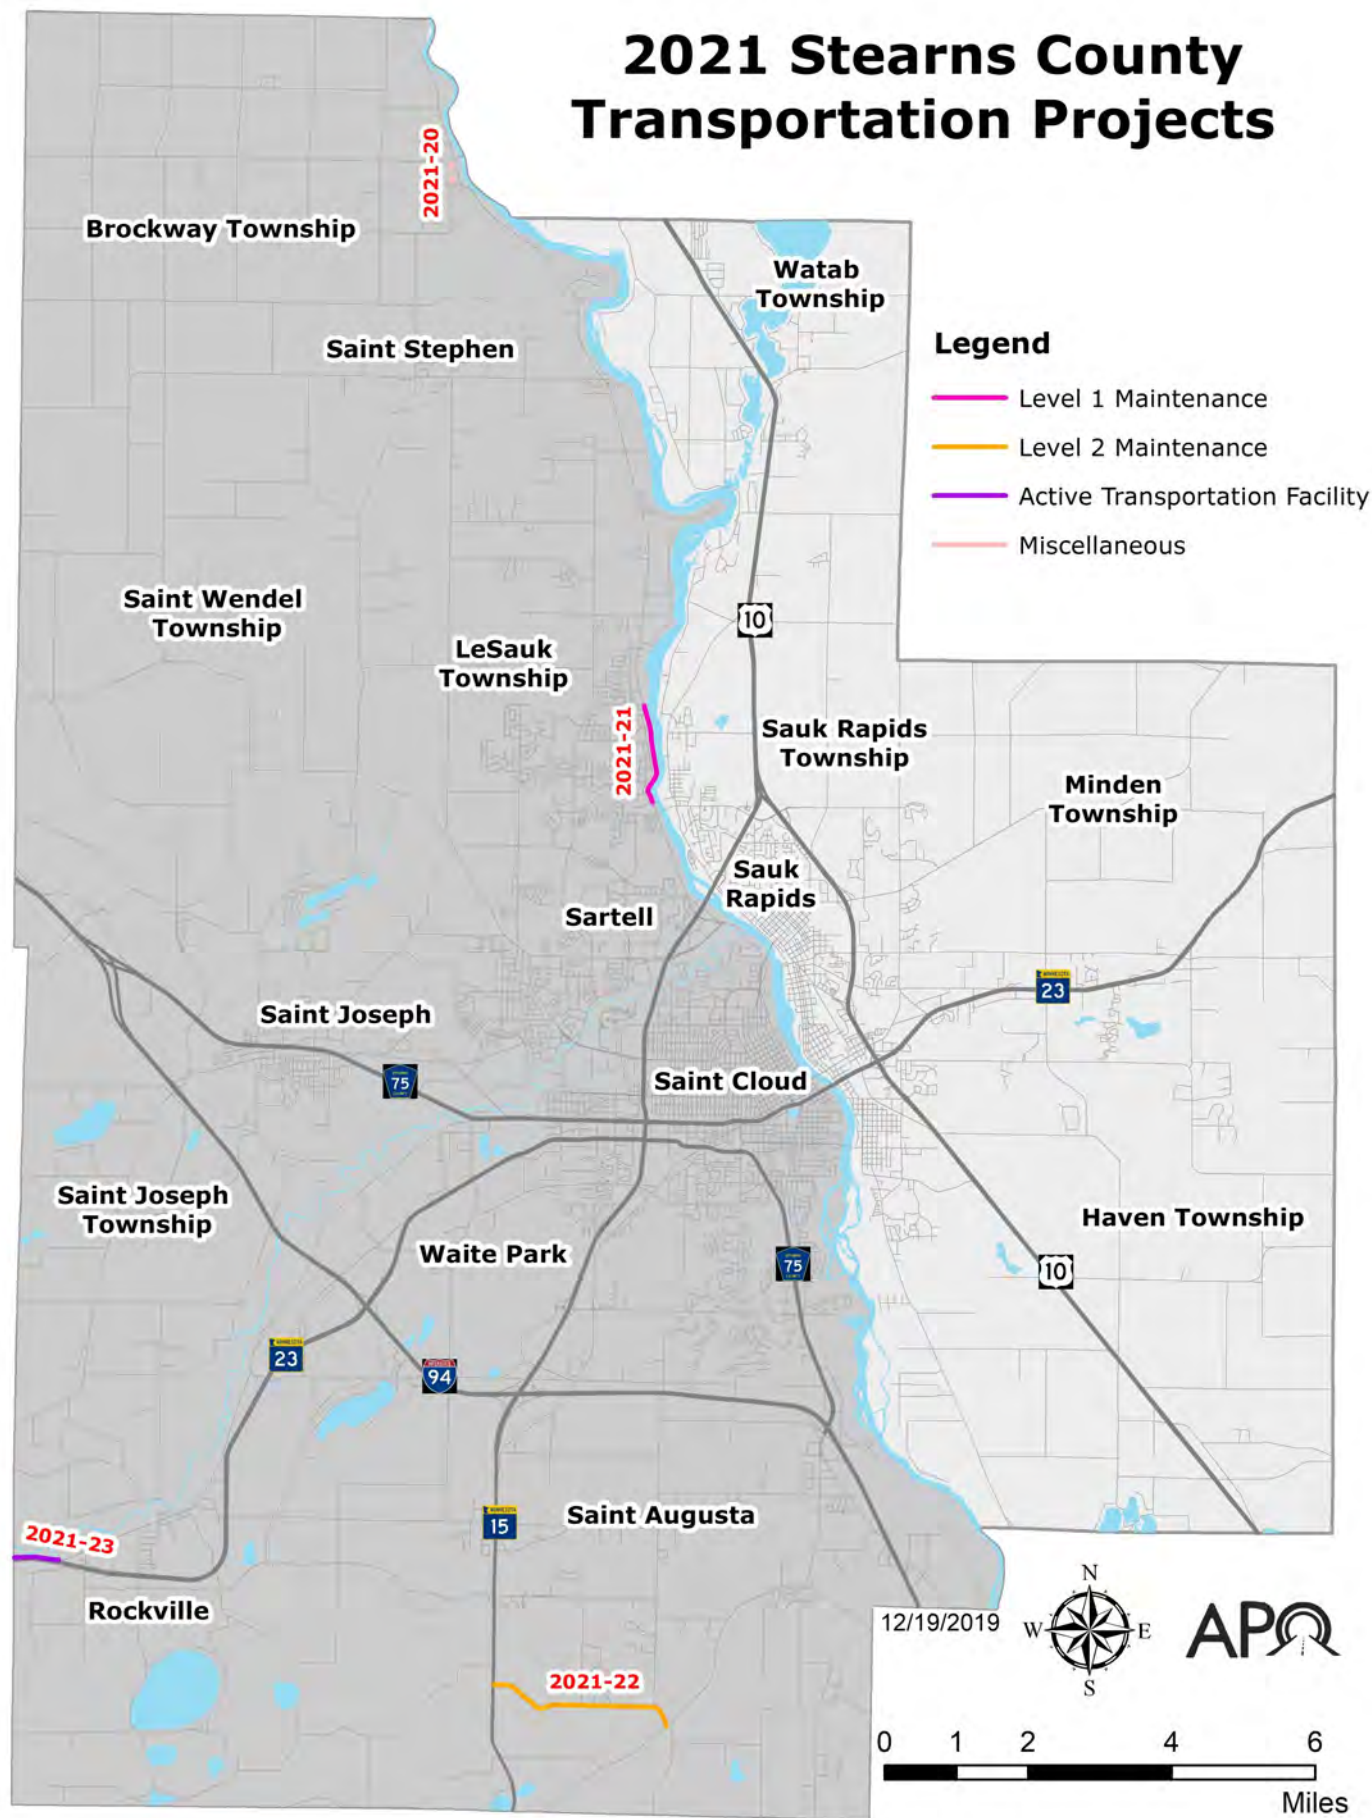 2021 Stearns County
Transportation Projects
2021-20
Brockway Township
Watab
Township
Saint Stephen
Legend
Level 1 Maintenance
Level 2 Maintenance
Active Transportation Facility
Miscellaneous
Saint Wendel
Township
10
LeSauk
Township
2021-21
Sauk Rapids
Township
Minden
Township
Sauk
Rapids
Sartell
MINNESOTA
23
Saint Joseph
75
Saint Cloud
Saint Joseph
Township
Haven Township
Waite Park
75
10
MINNESOTA
23
94
MINNESOTA
15
Saint Augusta
2021-23
Rockville
12/19/2019
N
W
E
S
APO
2021-22
0 1 2 4 6
Miles